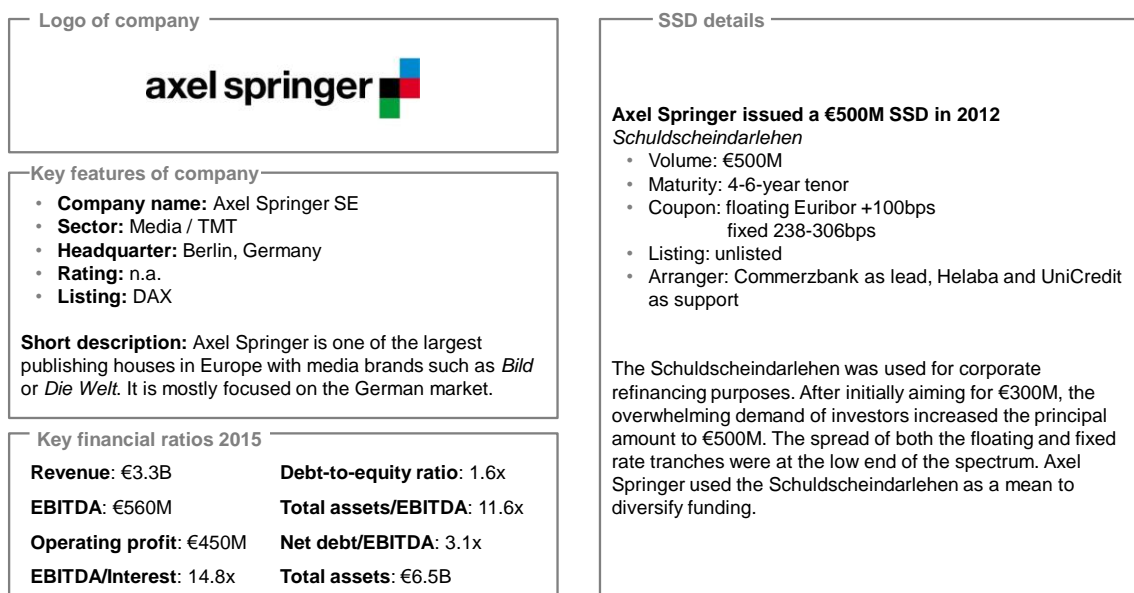 Logo of company
axel springer
Key features of company
• Company name: Axel Springer SE
• Sector: Media / TMT
• Headquarter: Berlin, Germany
• Rating: n.a.
• Listing: DAX
Short description: Axel Springer is one of the largest
publishing houses in Europe with media brands such as Bild
or Die Welt. It is mostly focused on the German market.
Key financial ratios 2015
Revenue: €3.3B Debt-to-equity ratio: 1.6x
EBITDA: €560M Total assets/EBITDA: 11.6x
Operating profit: €450M Net debt/EBITDA: 3.1x
EBITDA/Interest: 14.8x Total assets: €6.5B
SSD details
Axel Springer issued a €500M SSD in 2012
Schuldscheindarlehen
• Volume: €500M
• Maturity: 4-6-year tenor
• Coupon: floating Euribor +100bps
fixed 238-306bps
• Listing: unlisted
• Arranger: Commerzbank as lead, Helaba and UniCredit
as support
The Schuldscheindarlehen was used for corporate
refinancing purposes. After initially aiming for €300M, the
overwhelming demand of investors increased the principal
amount to €500M. The spread of both the floating and fixed
rate tranches were at the low end of the spectrum. Axel
Springer used the Schuldscheindarlehen as a mean to
diversify funding.